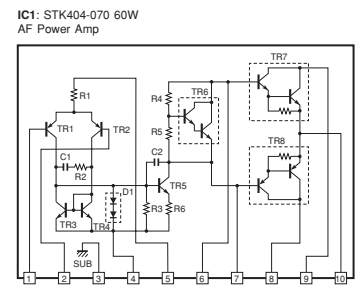 IC1: STK404-070 60W
AF Power Amp
TR7
R1
R4
TR6
TR1
TR2
R5
TR8
C1
R2
C2
D1
TR5
TR3
TR4
R3
R6
SUB
1
2
3
4
5
6
7
8
9
10